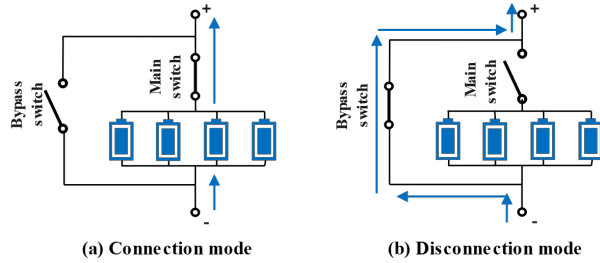 +
Bypass
switch
Main
switch
-
(a) Connection mode
+
Bypass
switch
Main
switch
-
(b) Disconnection mode